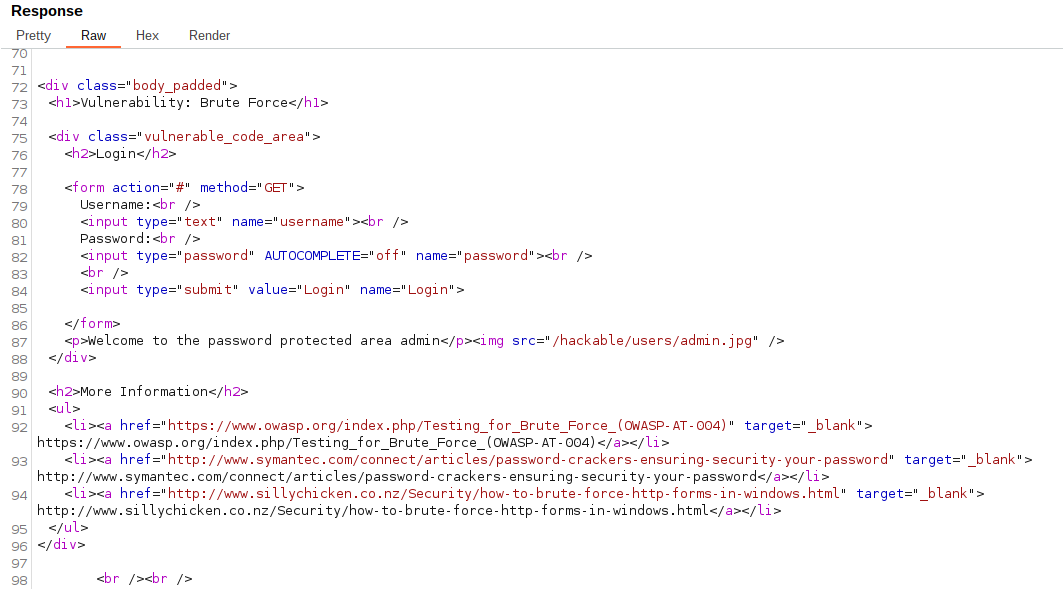 Response
Pretty Raw Hex Render
70
71
72 <div class="body_padded">
73 <h1>Vulnerability: Brute Force</h1>
74
75 <div class="vulnerable_code_area">
76 <h2>Login</h2>
77
78 <form action="#" method="GET">
79 Username:<br />
80 <input type="text" name="username"><br />
81 Password:<br />
82 <input type="password" AUTOCOMPLETE="off" name="password"><br />
83 <br />
84 <input type="submit" value="Login" name="Login">
85
86 </form>
87 <p>Welcome to the password protected area admin</p><img src="/hackable/users/admin.jpg" />
88 </div>
89
90 <h2>More Information</h2>
91 <ul>
92 <li><a href="https://www.owasp.org/index.php/Testing_for_Brute_Force_(OWASP-AT-004)" target="_blank">
https://www.owasp.org/index.php/Testing_for_Brute_Force_(OWASP-AT-004)</a></li>
93 <li><a href="http://www.symantec.com/connect/articles/password-crackers-ensuring-security-your-password" target="_blank">
http://www.symantec.com/connect/articles/password-crackers-ensuring-security-your-password</a></li>
94 <li><a href="http://www.sillychicken.co.nz/Security/how-to-brute-force-http-forms-in-windows.html" target="_blank">
http://www.sillychicken.co.nz/Security/how-to-brute-force-http-forms-in-windows.html</a></li>
95 </ul>
96 </div>
97
98 <br /><br />